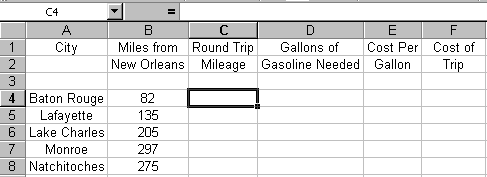 C4 =
A B C D E F
1 City Miles from Round Trip Gallons of Cost Per Cost of
2 New Orleans Mileage Gasoline Needed Gallon Trip
3
4 Baton Rouge 82
5 Lafayette 135
6 Lake Charles 205
7 Monroe 297
8 Natchitoches 275